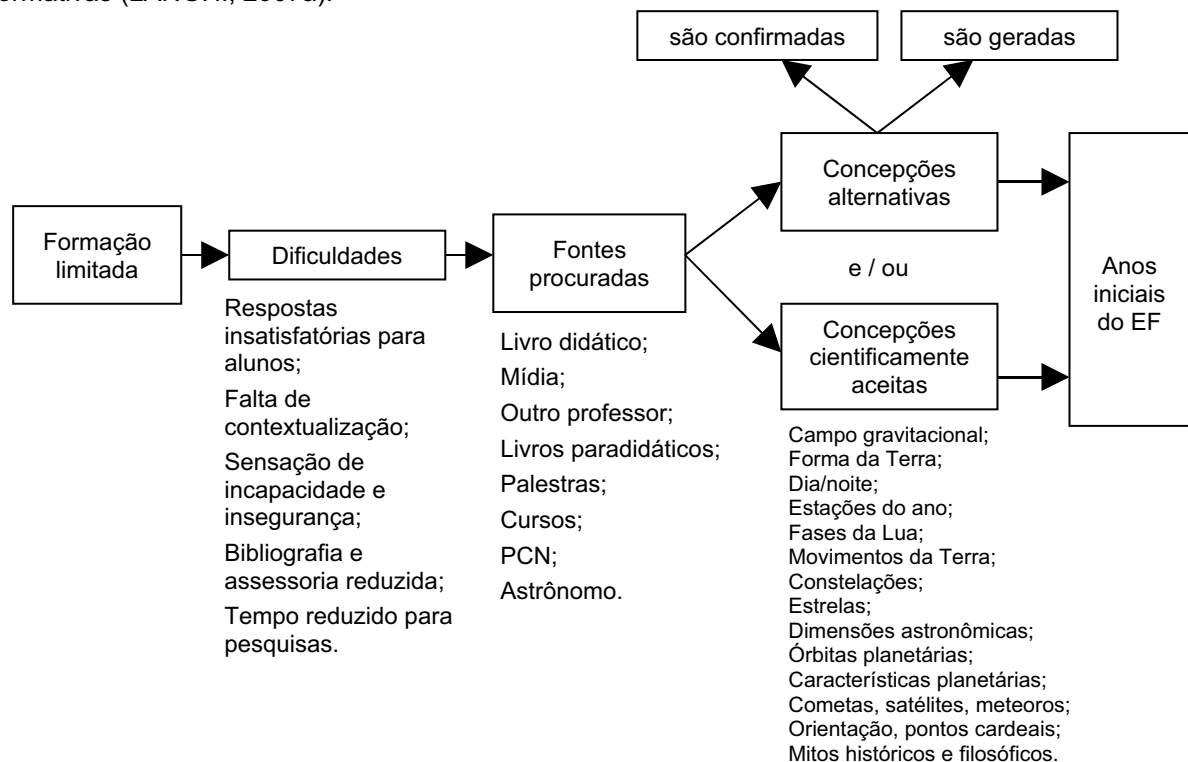 são confirmadas
são geradas
Formação
limitada
Dificuldades
Respostas
insatisfatórias para
alunos;
Falta de
contextualização;
Sensação de
incapacidade e
insegurança;
Bibliografia e
assessoria reduzida;
Tempo reduzido para
pesquisas.
Fontes
procuradas
Livro didático;
Mídia;
Outro professor;
Livros paradidáticos;
Palestras;
Cursos;
PCN;
Astrônomo.
Concepções
alternativas
e / ou
Concepções
cientificamente
aceitas
Campo gravitacional;
Forma da Terra;
Dia/noite;
Estações do ano;
Fases da Lua;
Movimentos da Terra;
Constelações;
Estrelas;
Dimensões astronômicas;
Órbitas planetárias;
Características planetárias;
Cometas, satélites, meteoros;
Orientação, pontos cardeais;
Mitos históricos e filosóficos.
Anos
iniciais
do EF